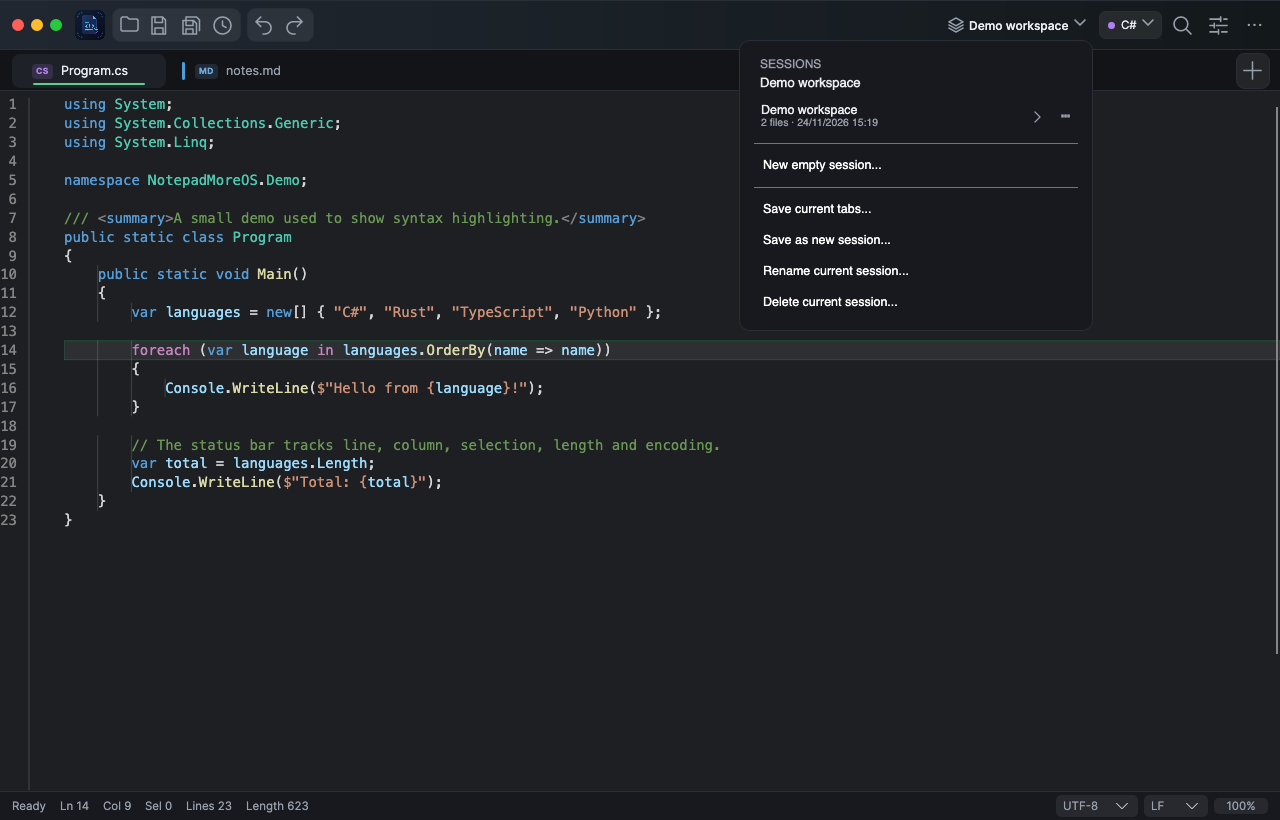 Demo workspace
C#
CS Program.cs
MD notes.md
SESSIONS
Demo workspace
Demo workspace
2 files · 24/11/2026 15:19
New empty session...
Save current tabs...
Save as new session...
Rename current session...
Delete current session...
1 using System;
2 using System.Collections.Generic;
3 using System.Linq;
4
5 namespace NotepadMoreOS.Demo;
6
7 /// <summary>A small demo used to show syntax highlighting.</summary>
8 public static class Program
9 {
10     public static void Main()
11     {
12         var languages = new[] { "C#", "Rust", "TypeScript", "Python" };
13
14         foreach (var language in languages.OrderBy(name => name))
15         {
16             Console.WriteLine($"Hello from {language}!");
17         }
18
19         // The status bar tracks line, column, selection, length and encoding.
20         var total = languages.Length;
21         Console.WriteLine($"Total: {total}");
22     }
23 }
Ready Ln 14 Col 9 Sel 0 Lines 23 Length 623 UTF-8 LF 100%